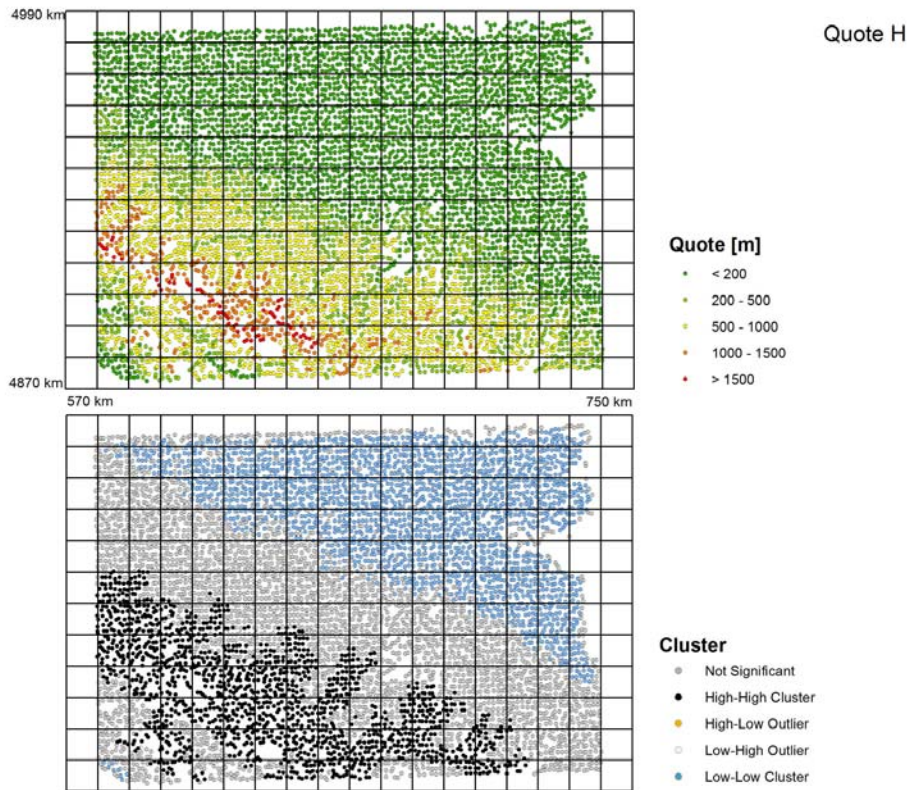 4990 km
Quote H
Quote [m]
< 200
200 - 500
500 - 1000
1000 - 1500
> 1500
4870 km
570 km
750 km
Cluster
Not Significant
High-High Cluster
High-Low Outlier
Low-High Outlier
Low-Low Cluster